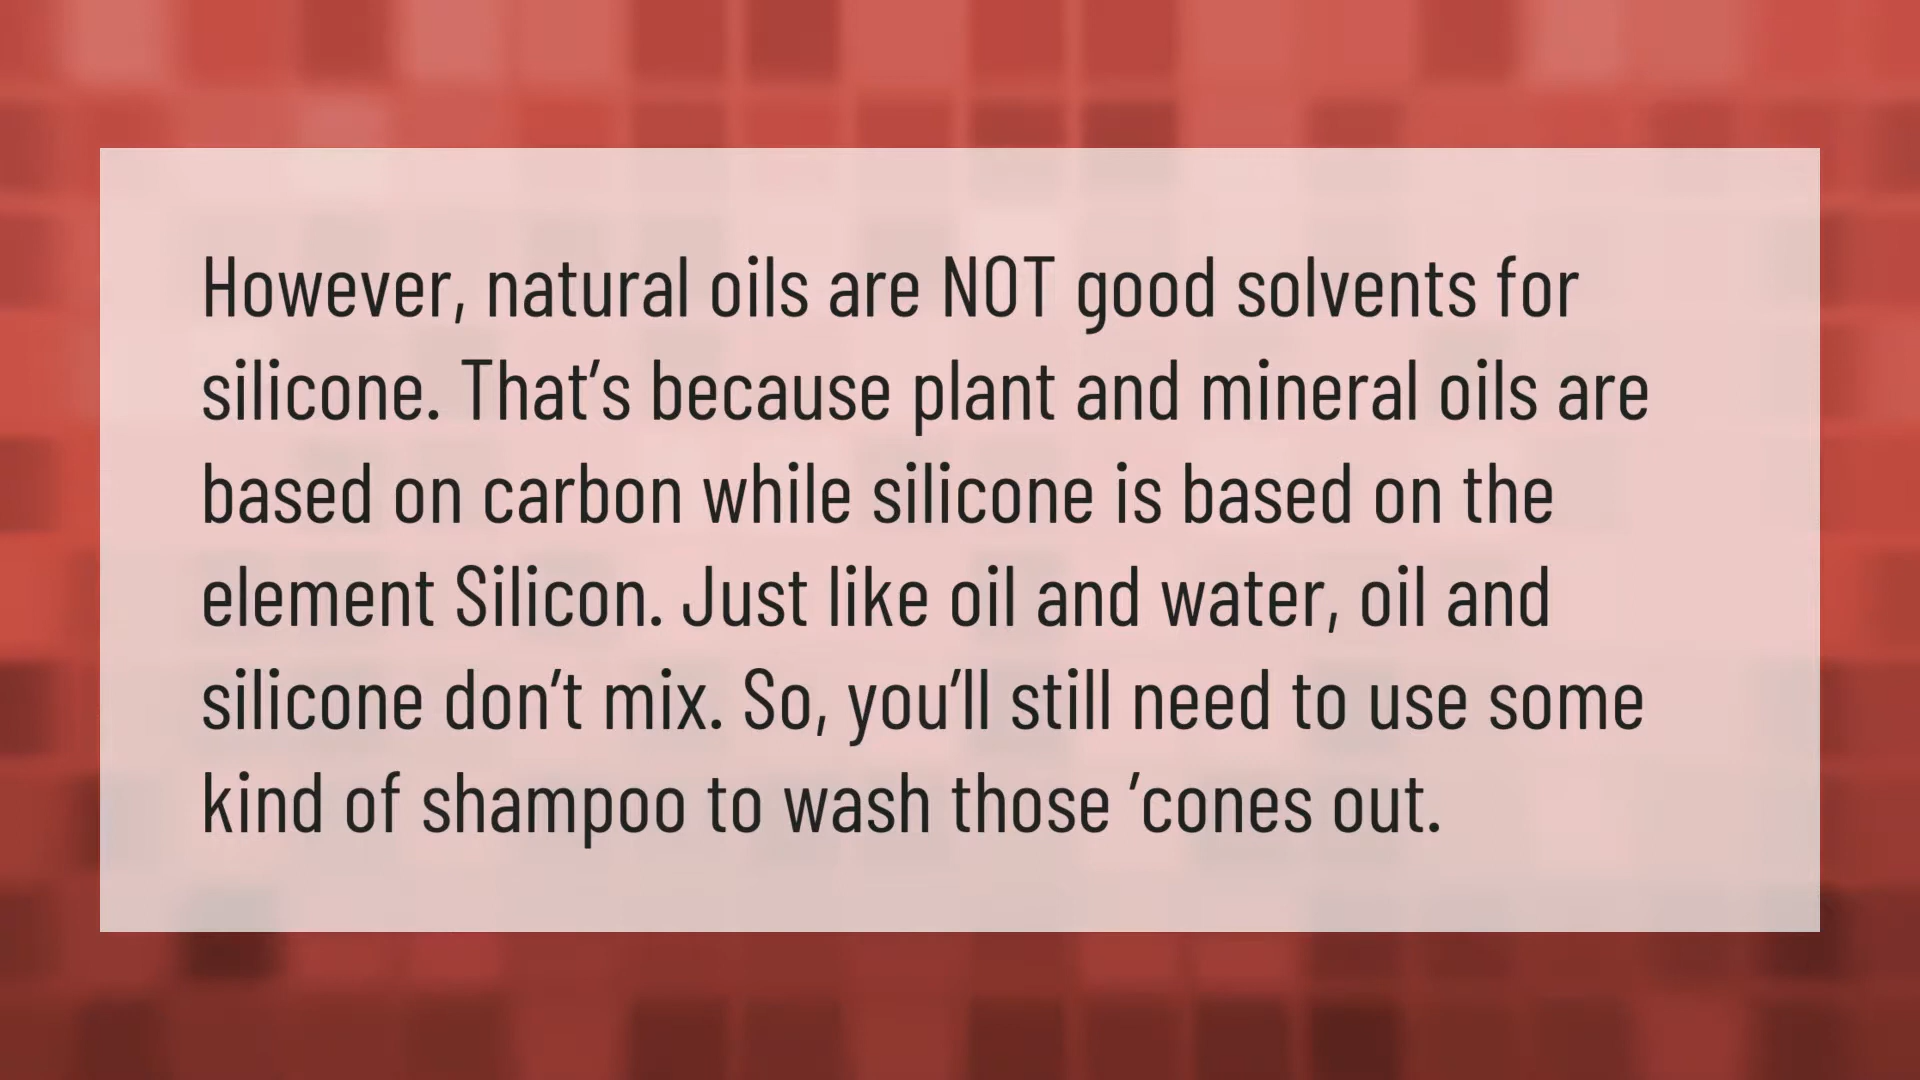 However, natural oils are NOT good solvents for
silicone. That’s because plant and mineral oils are
based on carbon while silicone is based on the
element Silicon. Just like oil and water, oil and
silicone don’t mix. So, you’ll still need to use some
kind of shampoo to wash those ’cones out.